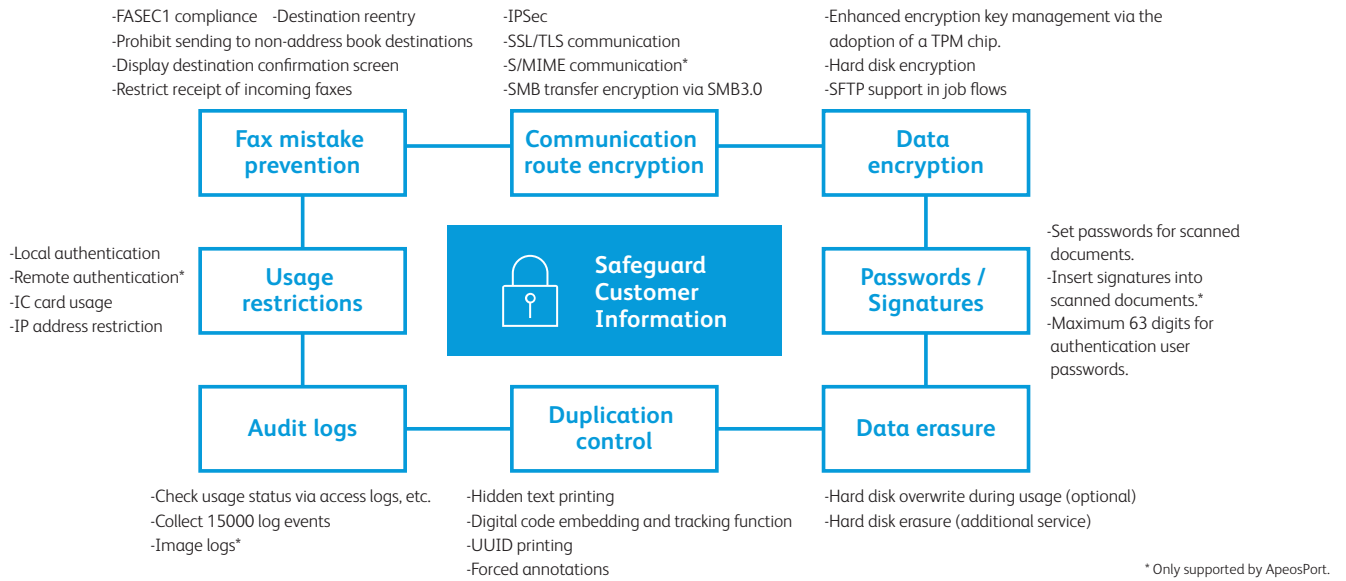 -FASEC1 compliance -Destination reentry
-Prohibit sending to non-address book destinations
-Display destination confirmation screen
-Restrict receipt of incoming faxes
-IPSec
-SSL/TLS communication
-S/MIME communication*
-SMB transfer encryption via SMB3.0
-Enhanced encryption key management via the
adoption of a TPM chip.
-Hard disk encryption
-SFTP support in job flows
Fax mistake
prevention
Communication
route encryption
Data
encryption
-Local authentication
-Remote authentication*
-IC card usage
-IP address restriction
Usage
restrictions
Safeguard
Customer
Information
Passwords /
Signatures
-Set passwords for scanned
documents.
-Insert signatures into
scanned documents.*
-Maximum 63 digits for
authentication user
passwords.
Audit logs
Duplication
control
Data erasure
-Check usage status via access logs, etc.
-Collect 15000 log events
-Image logs*
-Hidden text printing
-Digital code embedding and tracking function
-UUID printing
-Forced annotations
-Hard disk overwrite during usage (optional)
-Hard disk erasure (additional service)
* Only supported by ApeosPort.